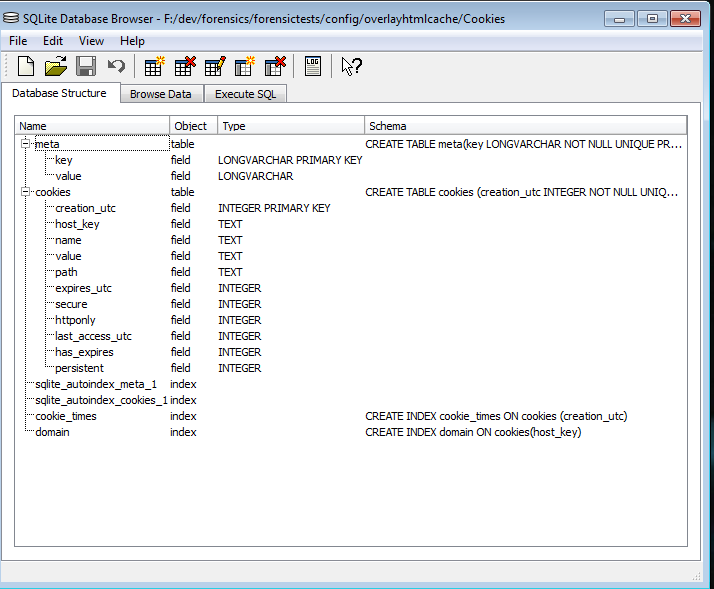 SQLite Database Browser - F:/dev/forensics/forensictests/config/overlayhtmlcache/Cookies
File Edit View Help
LOG
Database Structure Browse Data Execute SQL
Name Object Type Schema
meta table CREATE TABLE meta(key LONGVARCHAR NOT NULL UNIQUE PR...
key field LONGVARCHAR PRIMARY KEY
value field LONGVARCHAR
cookies table CREATE TABLE cookies (creation_utc INTEGER NOT NULL UNIQ...
creation_utc field INTEGER PRIMARY KEY
host_key field TEXT
name field TEXT
value field TEXT
path field TEXT
expires_utc field INTEGER
secure field INTEGER
httponly field INTEGER
last_access_utc field INTEGER
has_expires field INTEGER
persistent field INTEGER
sqlite_autoindex_meta_1 index
sqlite_autoindex_cookies_1 index
cookie_times index CREATE INDEX cookie_times ON cookies (creation_utc)
domain index CREATE INDEX domain ON cookies(host_key)